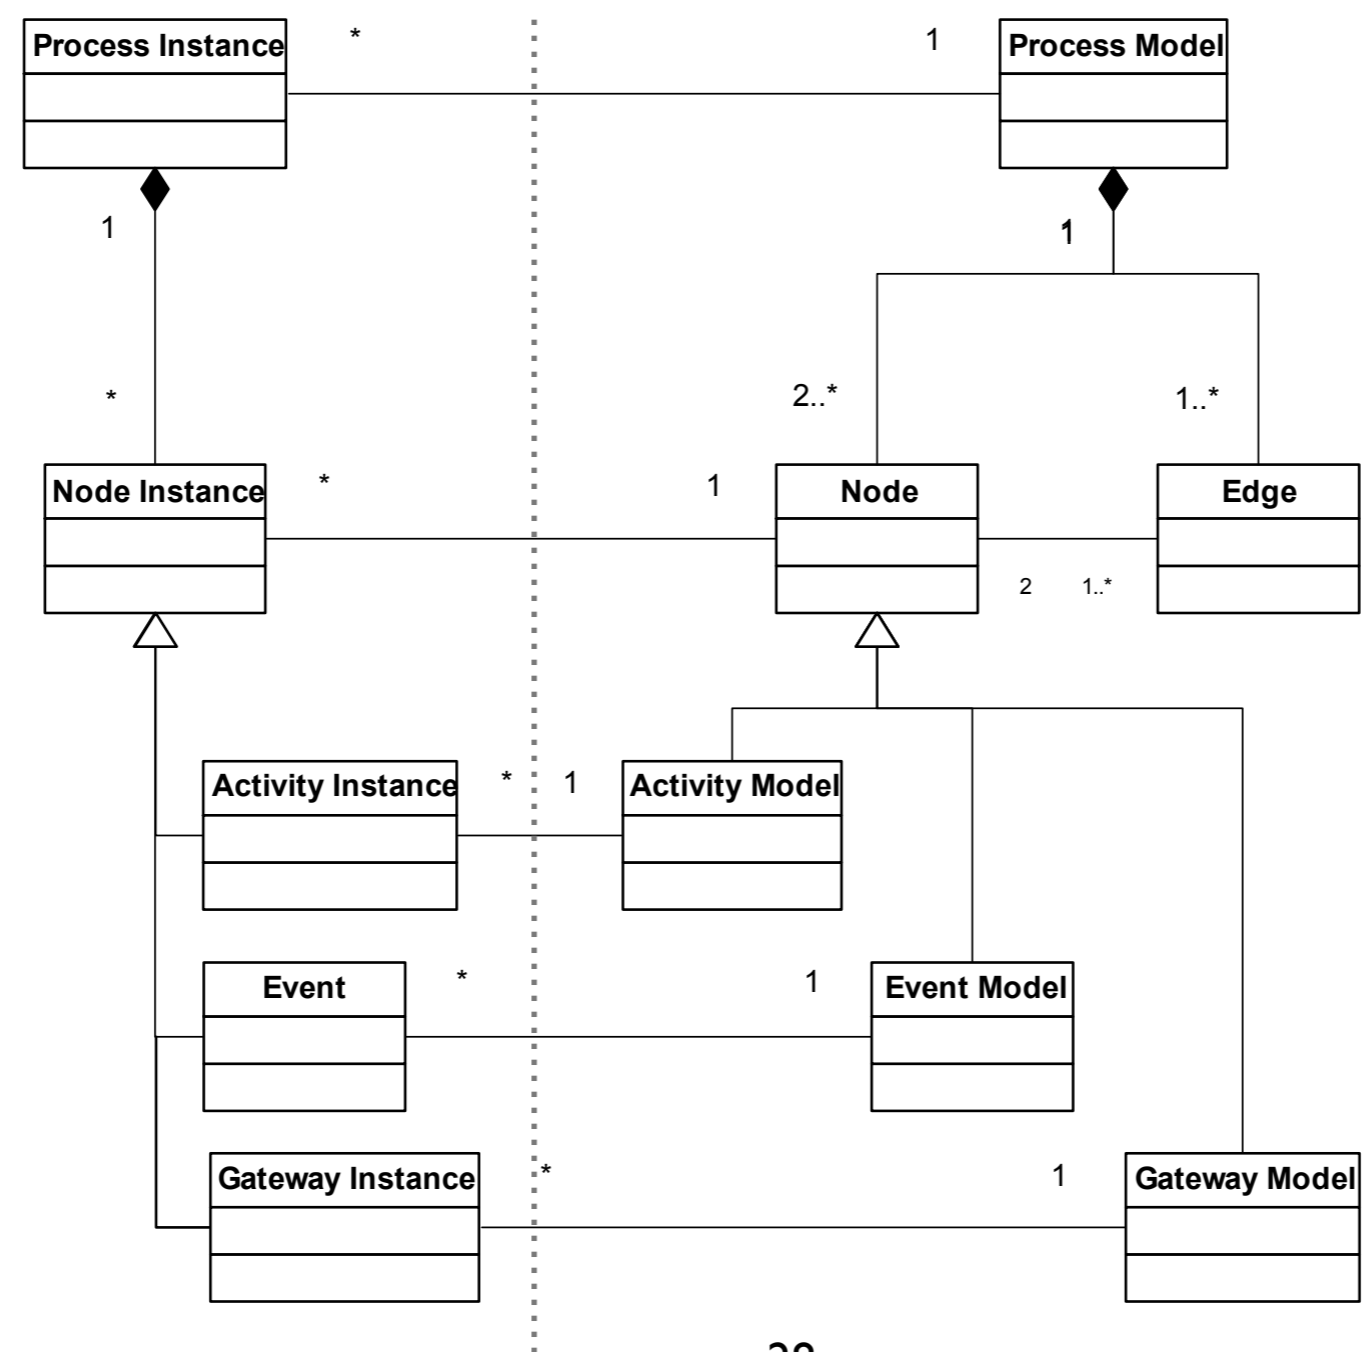 Process Instance * 1 Process Model
1 1
* 2..* 1..*
Node Instance * 1 Node Edge
2 1..*
Activity Instance * 1 Activity Model
Event * 1 Event Model
Gateway Instance * 1 Gateway Model